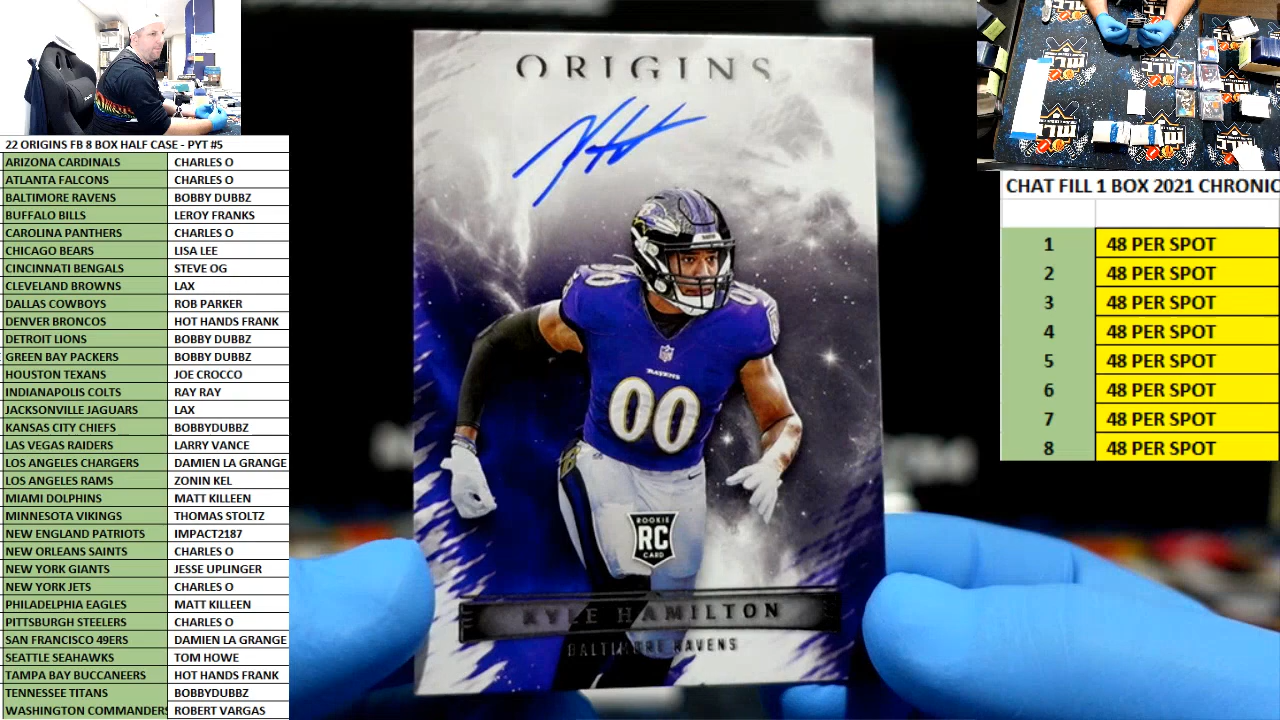 22 ORIGINS FB 8 BOX HALF CASE - PYT #5
ARIZONA CARDINALS CHARLES O
ATLANTA FALCONS CHARLES O
BALTIMORE RAVENS BOBBY DUBBZ
BUFFALO BILLS LEROY FRANKS
CAROLINA PANTHERS CHARLES O
CHICAGO BEARS LISA LEE
CINCINNATI BENGALS STEVE OG
CLEVELAND BROWNS LAX
DALLAS COWBOYS ROB PARKER
DENVER BRONCOS HOT HANDS FRANK
DETROIT LIONS BOBBY DUBBZ
GREEN BAY PACKERS BOBBY DUBBZ
HOUSTON TEXANS JOE CROCCO
INDIANAPOLIS COLTS RAY RAY
JACKSONVILLE JAGUARS LAX
KANSAS CITY CHIEFS BOBBYDUBBZ
LAS VEGAS RAIDERS LARRY VANCE
LOS ANGELES CHARGERS DAMIEN LA GRANGE
LOS ANGELES RAMS ZONIN KEL
MIAMI DOLPHINS MATT KILLEEN
MINNESOTA VIKINGS THOMAS STOLTZ
NEW ENGLAND PATRIOTS IMPACT2187
NEW ORLEANS SAINTS CHARLES O
NEW YORK GIANTS JESSE UPLINGER
NEW YORK JETS CHARLES O
PHILADELPHIA EAGLES MATT KILLEEN
PITTSBURGH STEELERS CHARLES O
SAN FRANCISCO 49ERS DAMIEN LA GRANGE
SEATTLE SEAHAWKS TOM HOWE
TAMPA BAY BUCCANEERS HOT HANDS FRANK
TENNESSEE TITANS BOBBYDUBBZ
WASHINGTON COMMANDERS ROBERT VARGAS
ORIGINS
00
00
RAVENS
00
ROOKIE
RC
CARD
KYLE HAMILTON
BALTIMORE RAVENS
CHAT FILL 1 BOX 2021 CHRONIC
1 48 PER SPOT
2 48 PER SPOT
3 48 PER SPOT
4 48 PER SPOT
5 48 PER SPOT
6 48 PER SPOT
7 48 PER SPOT
8 48 PER SPOT